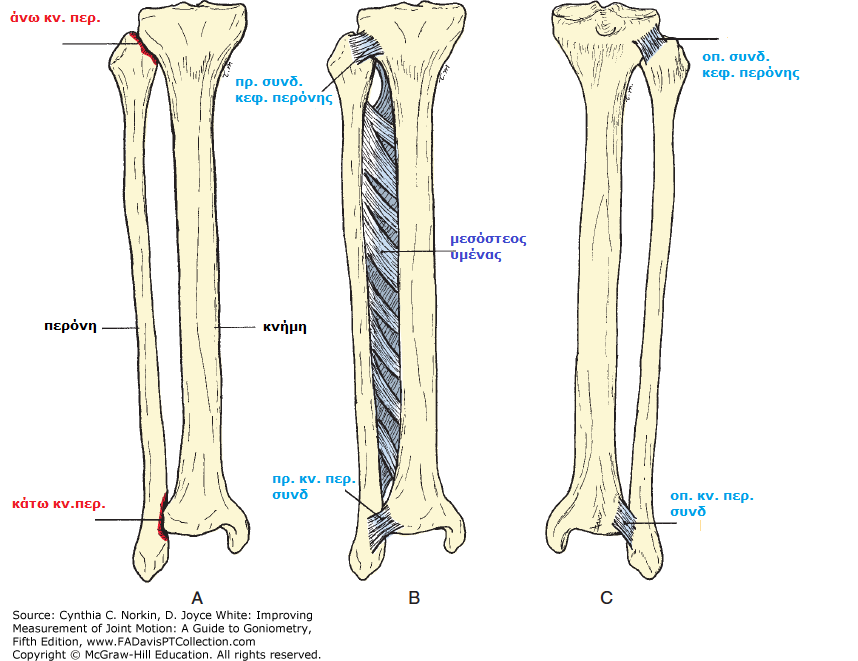 άνω κν. περ.
πρ. συνδ.
κεφ. περόνης
οπ. συνδ.
κεφ. περόνης
μεσόστεος
ὑμένας
περόνη
κνήμη
κάτω κν.περ.
πρ. κν. περ.
συνδ
οπ. κν. περ.
συνδ
A
B
C
Source: Cynthia C. Norkin, D. Joyce White: Improving
Measurement of Joint Motion: A Guide to Goniometry,
Fifth Edition, www.FADavisPTCollection.com
Copyright © McGraw-Hill Education. All rights reserved.